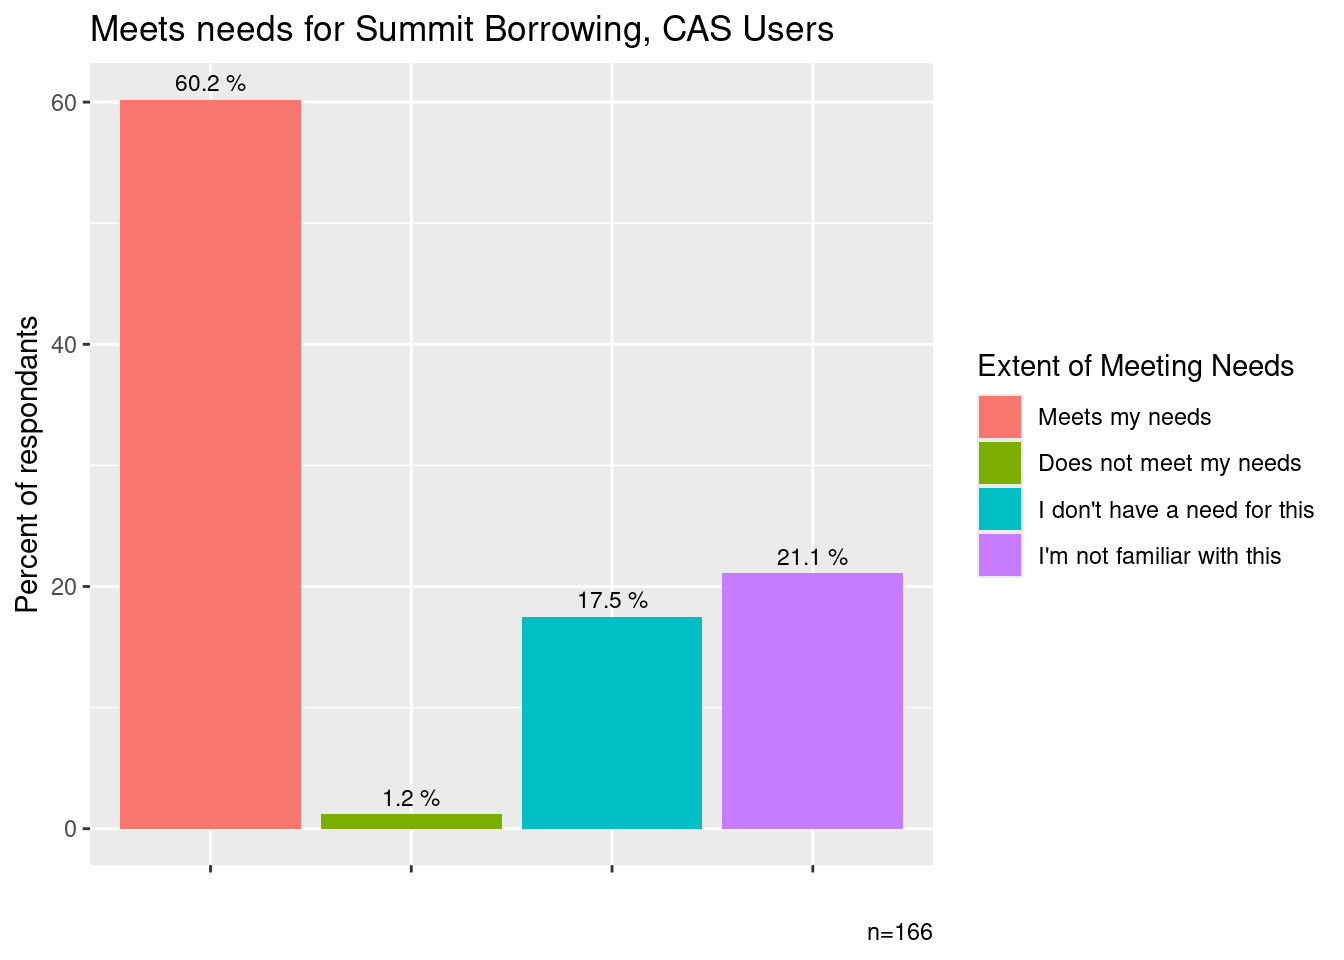 Meets needs for Summit Borrowing, CAS Users
Percent of respondants
60
40
20
0
60.2 %
1.2 %
17.5 %
21.1 %
Extent of Meeting Needs
Meets my needs
Does not meet my needs
I don't have a need for this
I'm not familiar with this
n=166